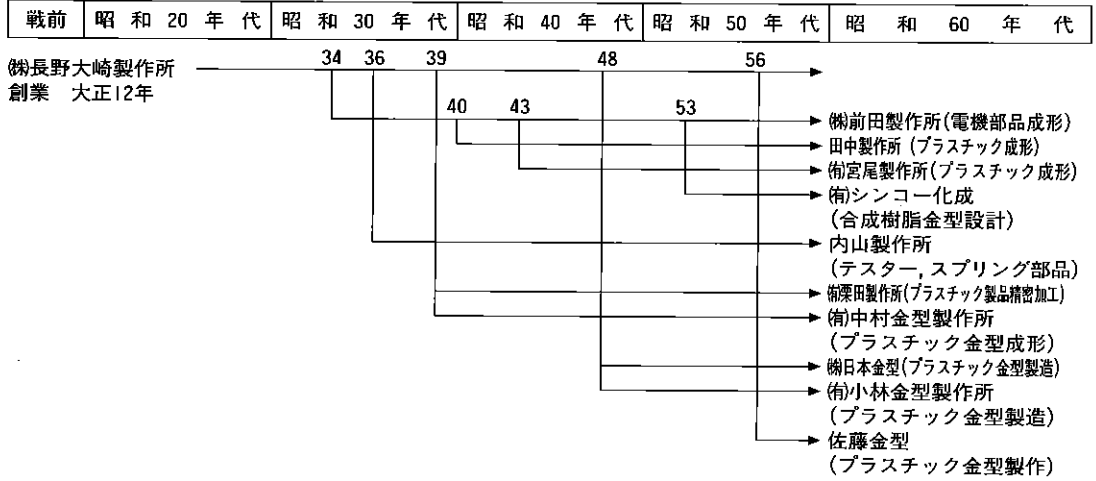 戦前 昭和20年代 昭和30年代 昭和40年代 昭和50年代 昭和60年代
34 36 39 48 56
㈱長野大崎製作所
創業 大正12年
40 43 53
㈱前田製作所(電機部品成形)
田中製作所(プラスチック成形)
㈲宮尾製作所(プラスチック成形)
㈲シンコー化成
(合成樹脂金型設計)
内山製作所
(テスター,スプリング部品)
㈲栗田製作所(プラスチック製品精密加工)
㈲中村金型製作所
(プラスチック金型成形)
㈱日本金型(プラスチック金型製造)
㈲小林金型製作所
(プラスチック金型製造)
佐藤金型
(プラスチック金型製作)